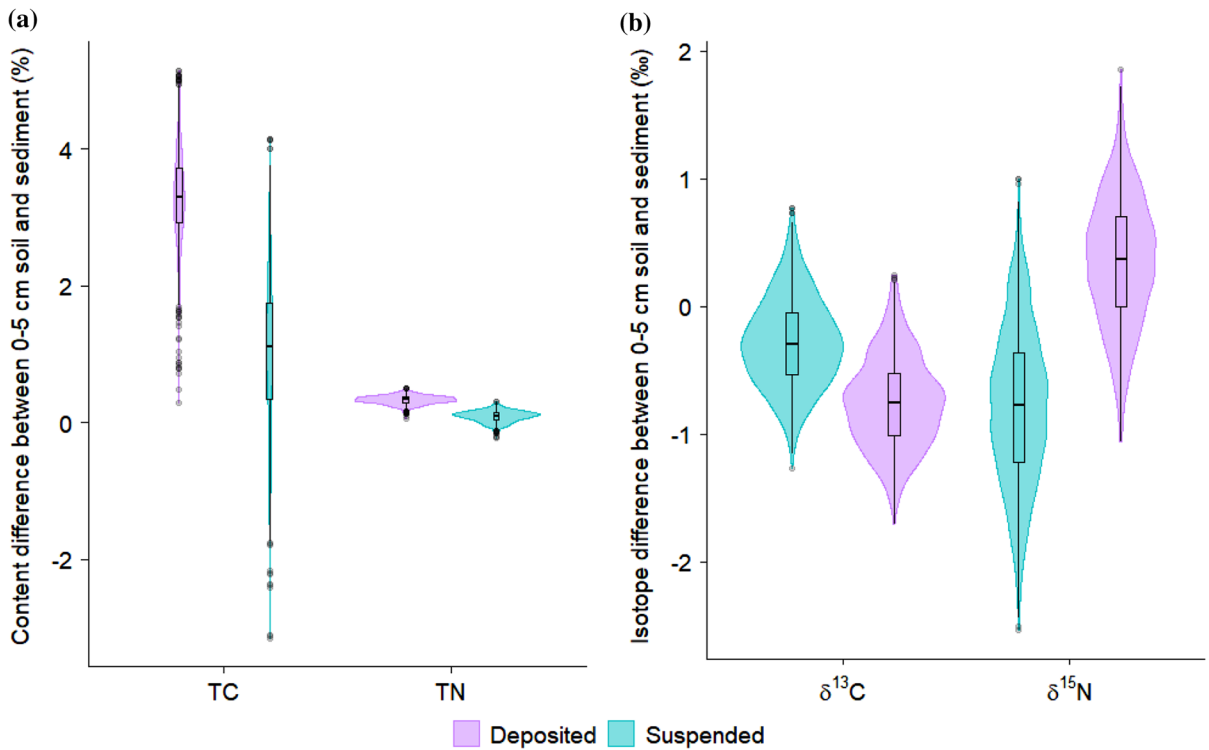 (a)
Content difference between 0-5 cm soil and sediment (%)
4
2
0
-2
TC TN
(b)
Isotope difference between 0-5 cm soil and sediment (‰)
2
1
0
-1
-2
δ¹³C δ¹⁵N
Deposited Suspended